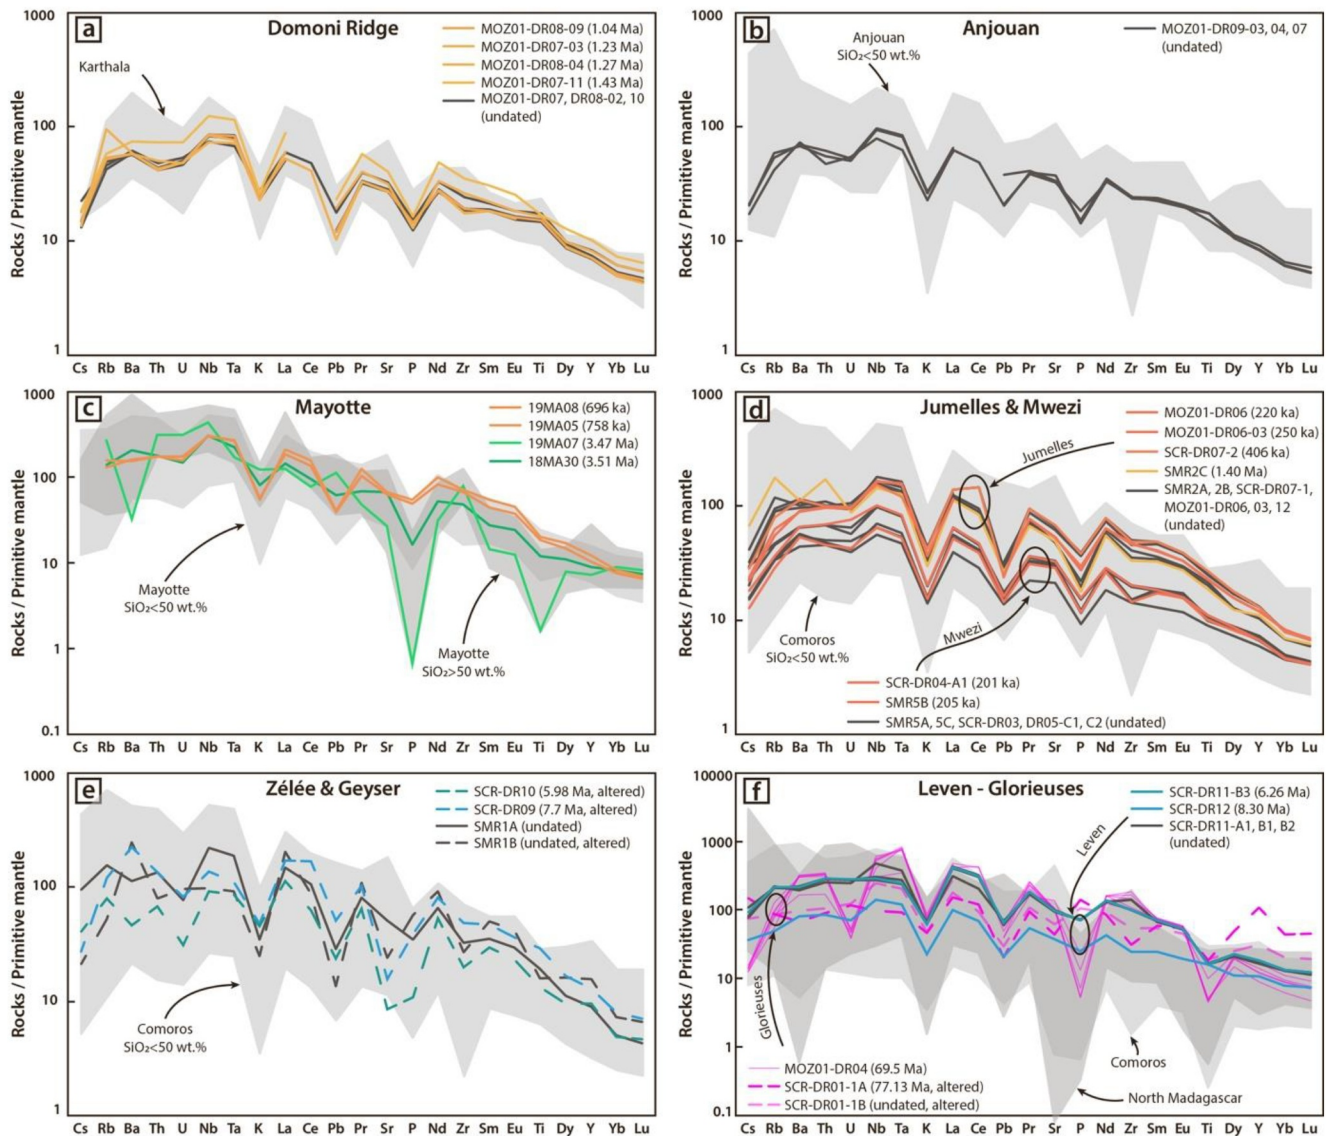 a
Domoni Ridge
MOZ01-DR08-09 (1.04 Ma)
MOZ01-DR07-03 (1.23 Ma)
MOZ01-DR08-04 (1.27 Ma)
MOZ01-DR07-11 (1.43 Ma)
MOZ01-DR07, DR08-02, 10
(undated)
Karthala
Rocks / Primitive mantle
1000
100
10
1
Cs Rb Ba Th U Nb Ta K La Ce Pb Pr Sr P Nd Zr Sm Eu Ti Dy Y Yb Lu
b
Anjouan
MOZ01-DR09-03, 04, 07
(undated)
Anjouan
SiO₂<50 wt.%
Rocks / Primitive mantle
1000
100
10
1
Cs Rb Ba Th U Nb Ta K La Ce Pb Pr Sr P Nd Zr Sm Eu Ti Dy Y Yb Lu
c
Mayotte
19MA08 (696 ka)
19MA05 (758 ka)
19MA07 (3.47 Ma)
18MA30 (3.51 Ma)
Mayotte
SiO₂<50 wt.%
Mayotte
SiO₂>50 wt.%
Rocks / Primitive mantle
1000
100
10
1
0.1
Cs Rb Ba Th U Nb Ta K La Ce Pb Pr Sr P Nd Zr Sm Eu Ti Dy Y Yb Lu
d
Jumelles & Mwezi
MOZ01-DR06 (220 ka)
MOZ01-DR06-03 (250 ka)
SCR-DR07-2 (406 ka)
SMR2C (1.40 Ma)
SMR2A, 2B, SCR-DR07-1,
MOZ01-DR06, 03, 12
(undated)
Jumelles
Comoros
SiO₂<50 wt.%
Mwezi
SCR-DR04-A1 (201 ka)
SMR5B (205 ka)
SMR5A, 5C, SCR-DR03, DR05-C1, C2 (undated)
Rocks / Primitive mantle
1000
100
10
1
Cs Rb Ba Th U Nb Ta K La Ce Pb Pr Sr P Nd Zr Sm Eu Ti Dy Y Yb Lu
e
Zélée & Geyser
SCR-DR10 (5.98 Ma, altered)
SCR-DR09 (7.7 Ma, altered)
SMR1A (undated)
SMR1B (undated, altered)
Comoros
SiO₂<50 wt.%
Rocks / Primitive mantle
1000
100
10
1
Cs Rb Ba Th U Nb Ta K La Ce Pb Pr Sr P Nd Zr Sm Eu Ti Dy Y Yb Lu
f
Leven - Glorieuses
SCR-DR11-B3 (6.26 Ma)
SCR-DR12 (8.30 Ma)
SCR-DR11-A1, B1, B2
(undated)
Leven
Glorieuses
Comoros
North Madagascar
MOZ01-DR04 (69.5 Ma)
SCR-DR01-1A (77.13 Ma, altered)
SCR-DR01-1B (undated, altered)
Rocks / Primitive mantle
10000
1000
100
10
1
0.1
Cs Rb Ba Th U Nb Ta K La Ce Pb Pr Sr P Nd Zr Sm Eu Ti Dy Y Yb Lu